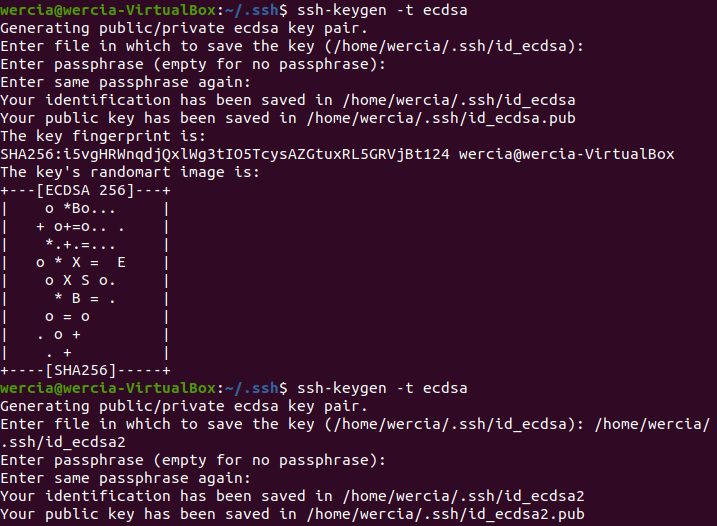 wercia@wercia-VirtualBox:~/.ssh$ ssh-keygen -t ecdsa
Generating public/private ecdsa key pair.
Enter file in which to save the key (/home/wercia/.ssh/id_ecdsa):
Enter passphrase (empty for no passphrase):
Enter same passphrase again:
Your identification has been saved in /home/wercia/.ssh/id_ecdsa
Your public key has been saved in /home/wercia/.ssh/id_ecdsa.pub
The key fingerprint is:
SHA256:i5vgHRWnqdjQxlWg3tIO5TcysAZGtuxRL5GRVjBt124 wercia@wercia-VirtualBox
The key's randomart image is:
+---[ECDSA 256]---+
|    o *Bo...     |
|   + o+=o.. .    |
|    *.+.=...     |
|   o * X =  E    |
|    o X S o.     |
|     * B = .     |
|    o = o        |
|   . o +         |
|    . +          |
+----[SHA256]-----+
wercia@wercia-VirtualBox:~/.ssh$ ssh-keygen -t ecdsa
Generating public/private ecdsa key pair.
Enter file in which to save the key (/home/wercia/.ssh/id_ecdsa): /home/wercia/
.ssh/id_ecdsa2
Enter passphrase (empty for no passphrase):
Enter same passphrase again:
Your identification has been saved in /home/wercia/.ssh/id_ecdsa2
Your public key has been saved in /home/wercia/.ssh/id_ecdsa2.pub